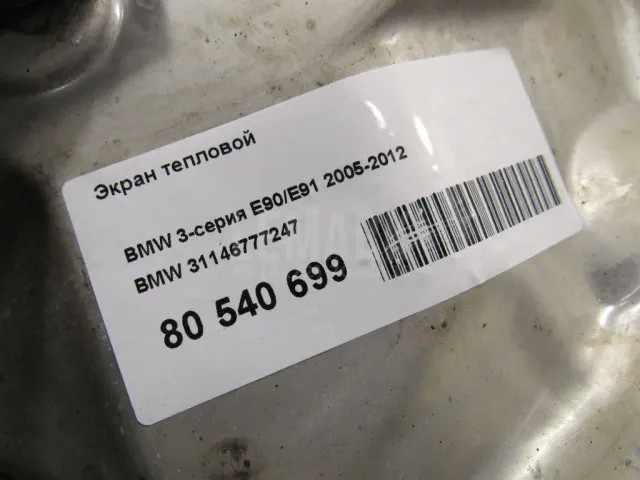 Экран тепловой
BMW 3-серия E90/E91 2005-2012
BMW 31146777247
80 540 699